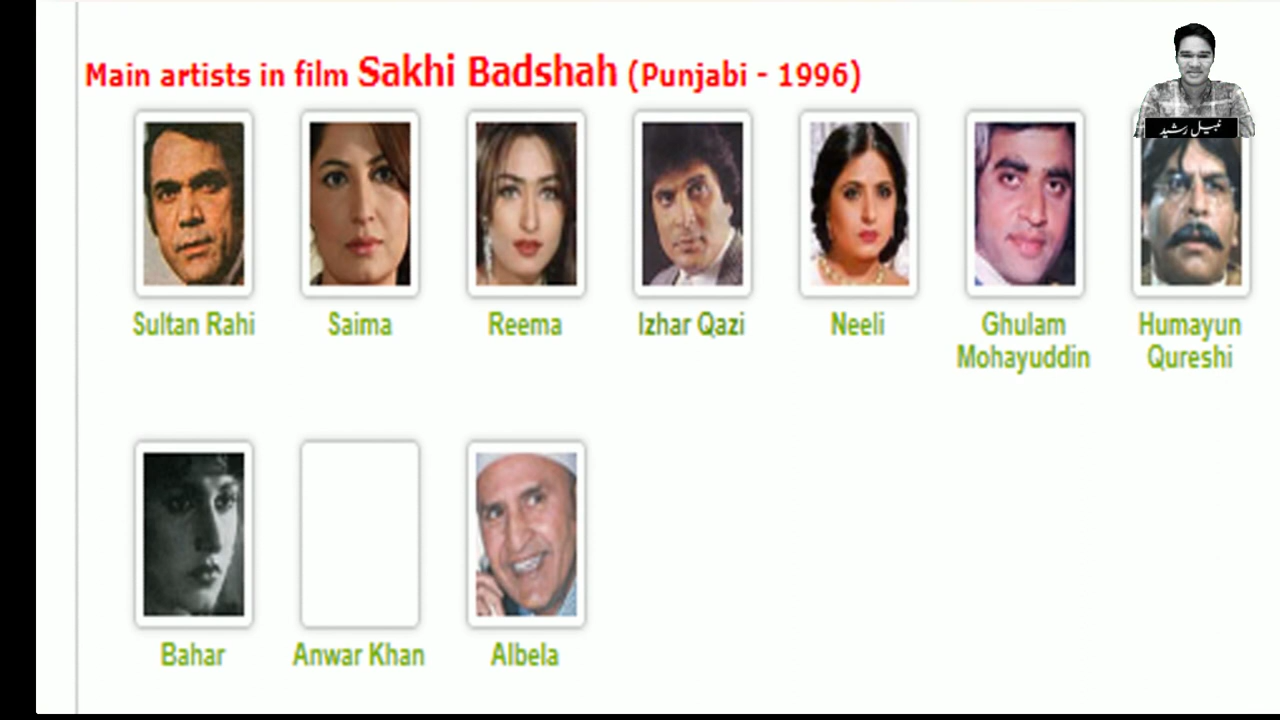 Main artists in film Sakhi Badshah (Punjabi - 1996)
نبیل رشید
Sultan Rahi
Saima
Reema
Izhar Qazi
Neeli
Ghulam
Mohayuddin
Humayun
Qureshi
Bahar
Anwar Khan
Albela